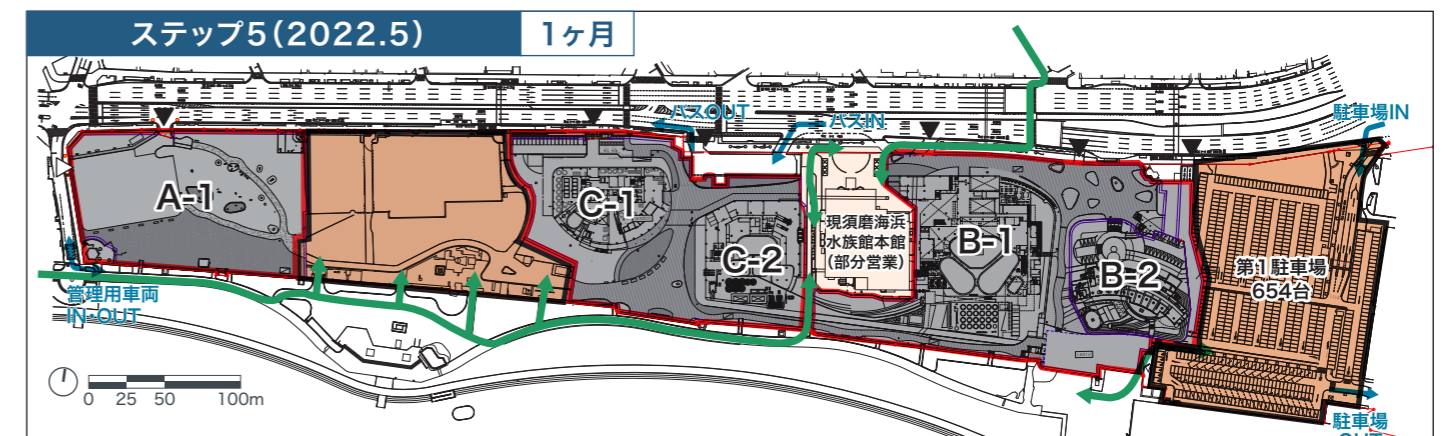 ステップ5(2022.5)
1ヶ月
バスOUT
バスIN
駐車場IN
A-1
C-1
C-2
現須磨海浜
水族館本館
(部分営業)
B-1
B-2
第1駐車場
654台
管理用車両
IN・OUT
0 25 50 100m
駐車場
OUT